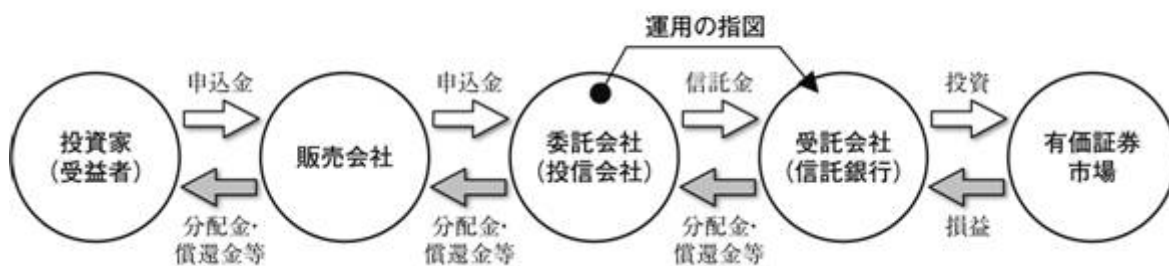 運用の指図
申込金
申込金
信託金
投資
投資家
（受益者）
販売会社
委託会社
（投信会社）
受託会社
（信託銀行）
有価証券
市場
分配金・
償還金等
分配金・
償還金等
分配金・
償還金等
損益